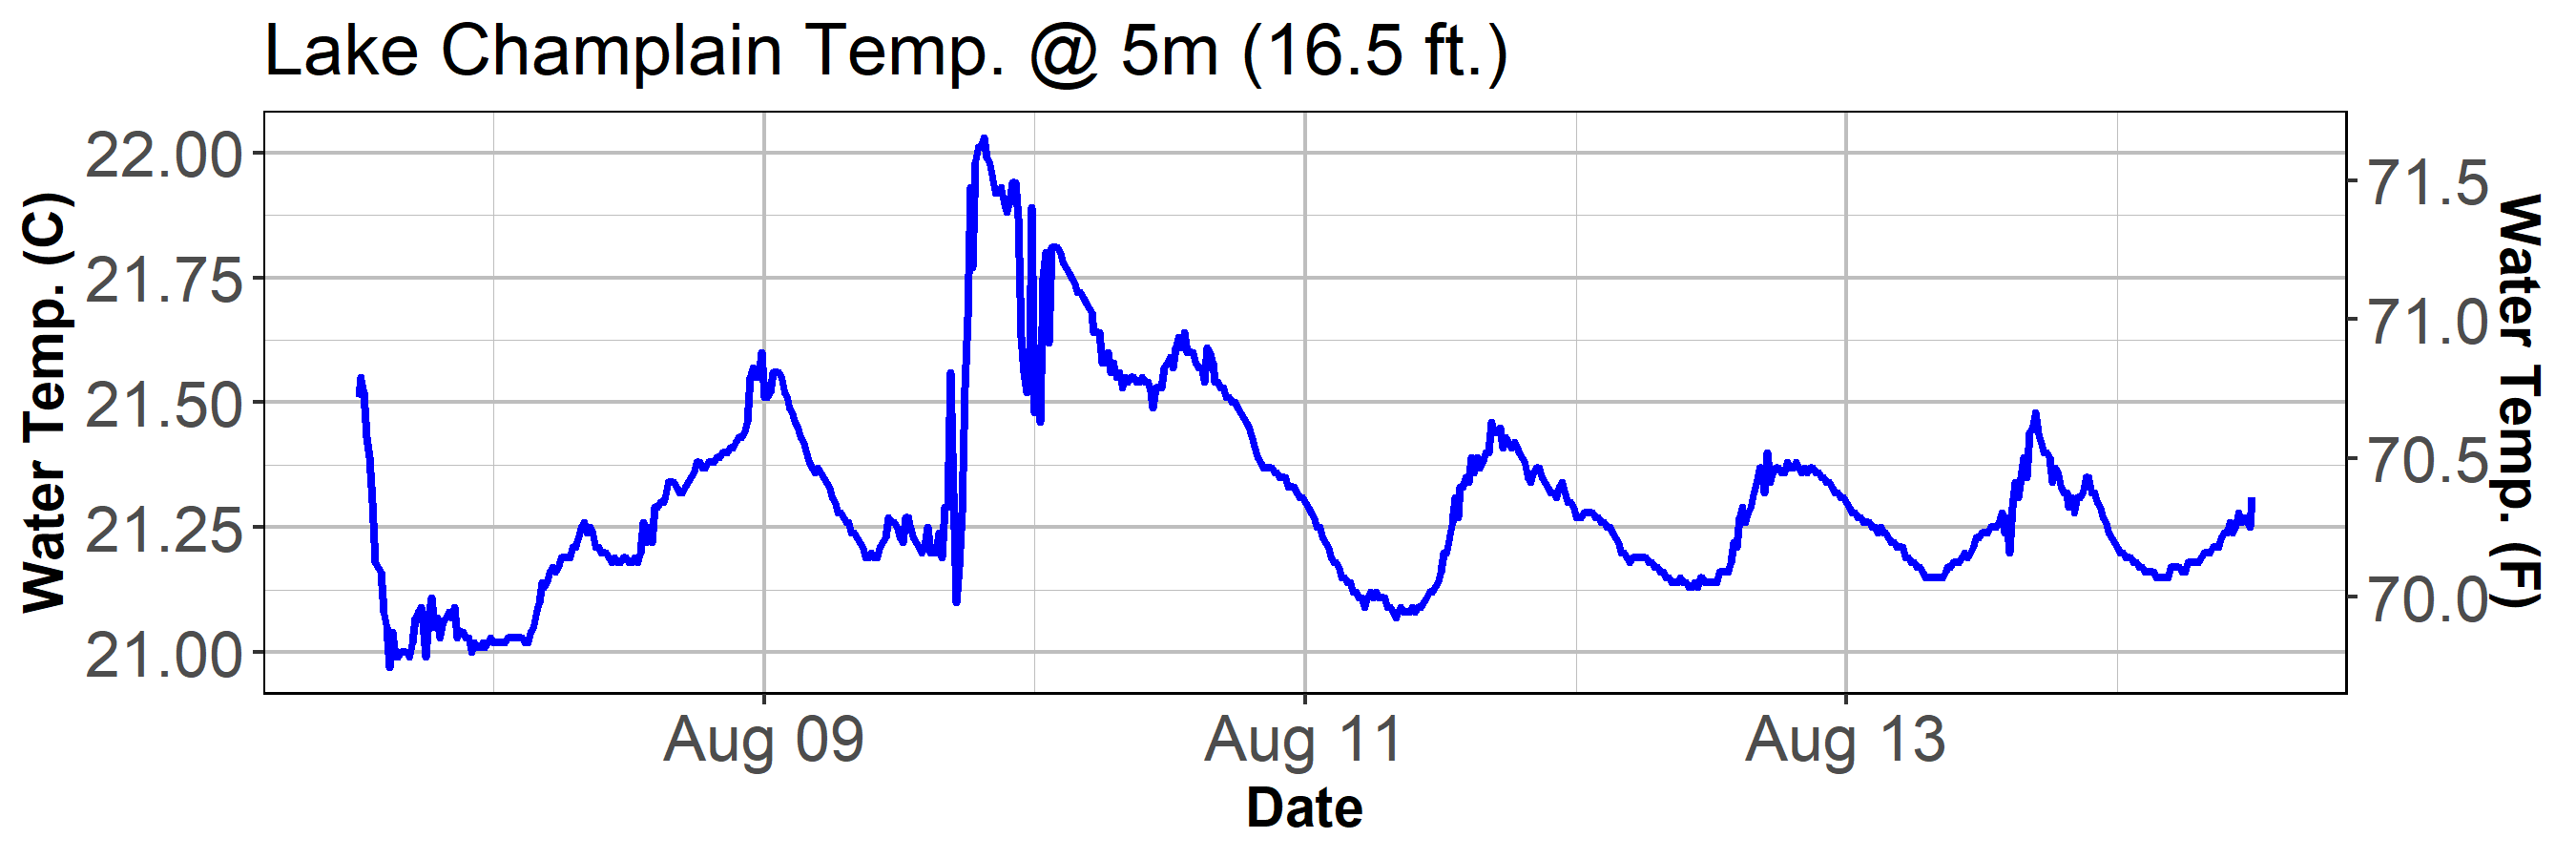 Lake Champlain Temp. @ 5m (16.5 ft.)
Water Temp. (C)
22.00
21.75
21.50
21.25
21.00
71.5
71.0
70.5
70.0
Water Temp. (F)
Aug 09
Aug 11
Aug 13
Date